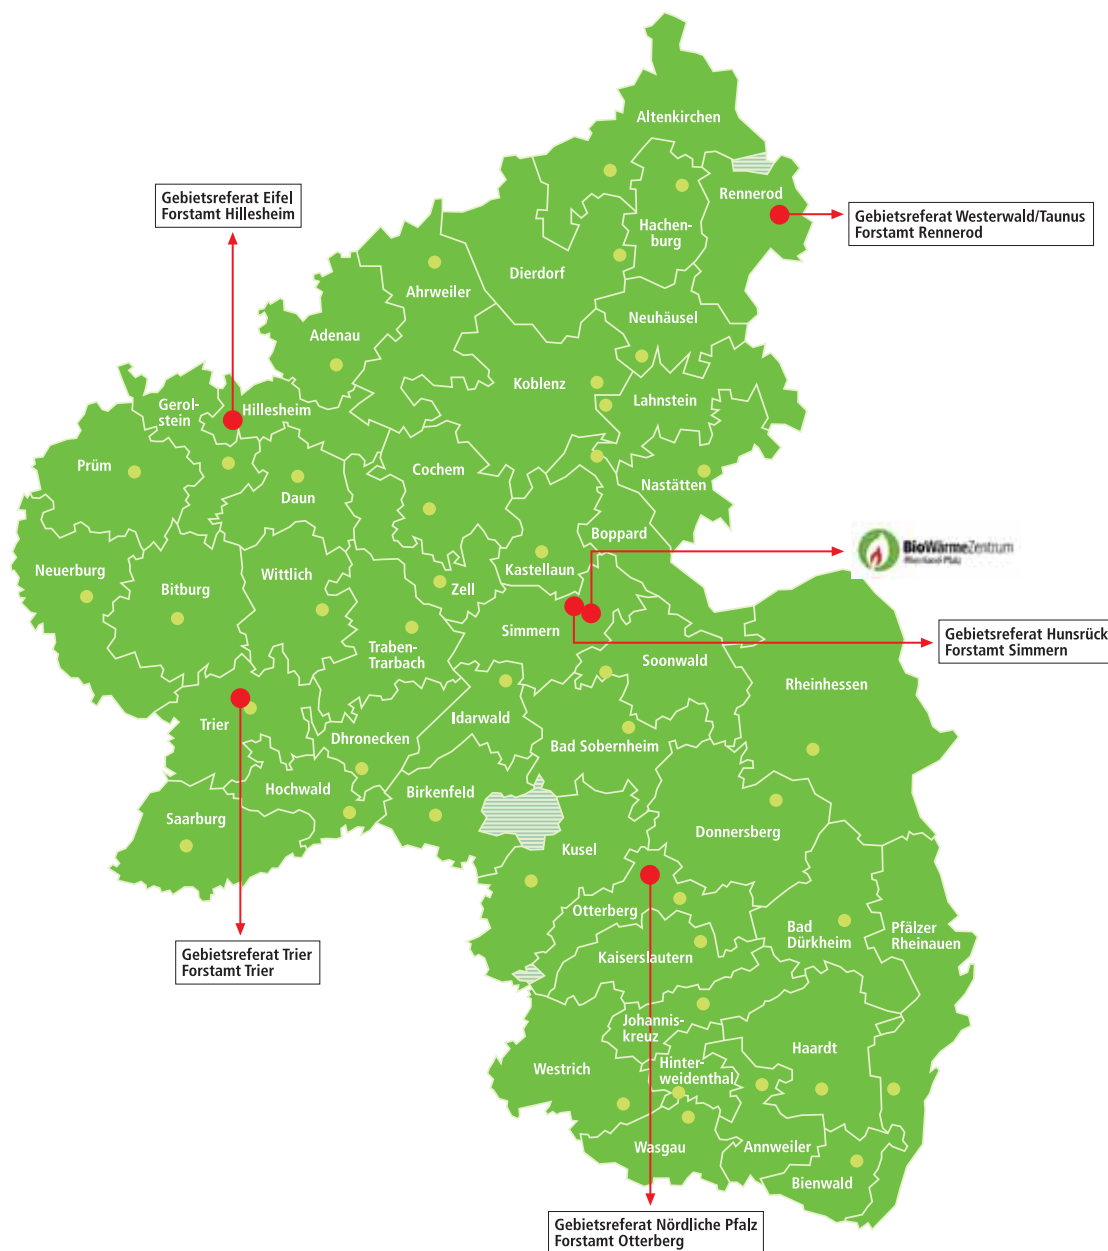 Altenkirchen
Rennerod
Gebietsreferat Eifel
Forstamt Hillesheim
Gebietsreferat Westerwald/Taunus
Forstamt Rennerod
Hachen-
burg
Dierdorf
Ahrweiler
Neuhäusel
Adenau
Koblenz
Lahnstein
Gerol-
stein
Hillesheim
Prüm
Cochem
Daun
Nastätten
Boppard
BioWärmeZentrum
Rheinland-Pfalz
Kastellaun
Neuerburg
Wittlich
Bitburg
Zell
Simmern
Gebietsreferat Hunsrück
Forstamt Simmern
Traben-
Trarbach
Soonwald
Rheinhessen
Trier
Idarwald
Dhronecken
Bad Sobernheim
Hochwald
Birkenfeld
Saarburg
Donnersberg
Kusel
Otterberg
Bad
Dürkheim
Pfälzer
Rheinauen
Gebietsreferat Trier
Forstamt Trier
Kaiserslautern
Johannis-
kreuz
Haardt
Westrich
Hinter-
weidenthal
Wasgau
Annweiler
Bienwald
Gebietsreferat Nördliche Pfalz
Forstamt Otterberg